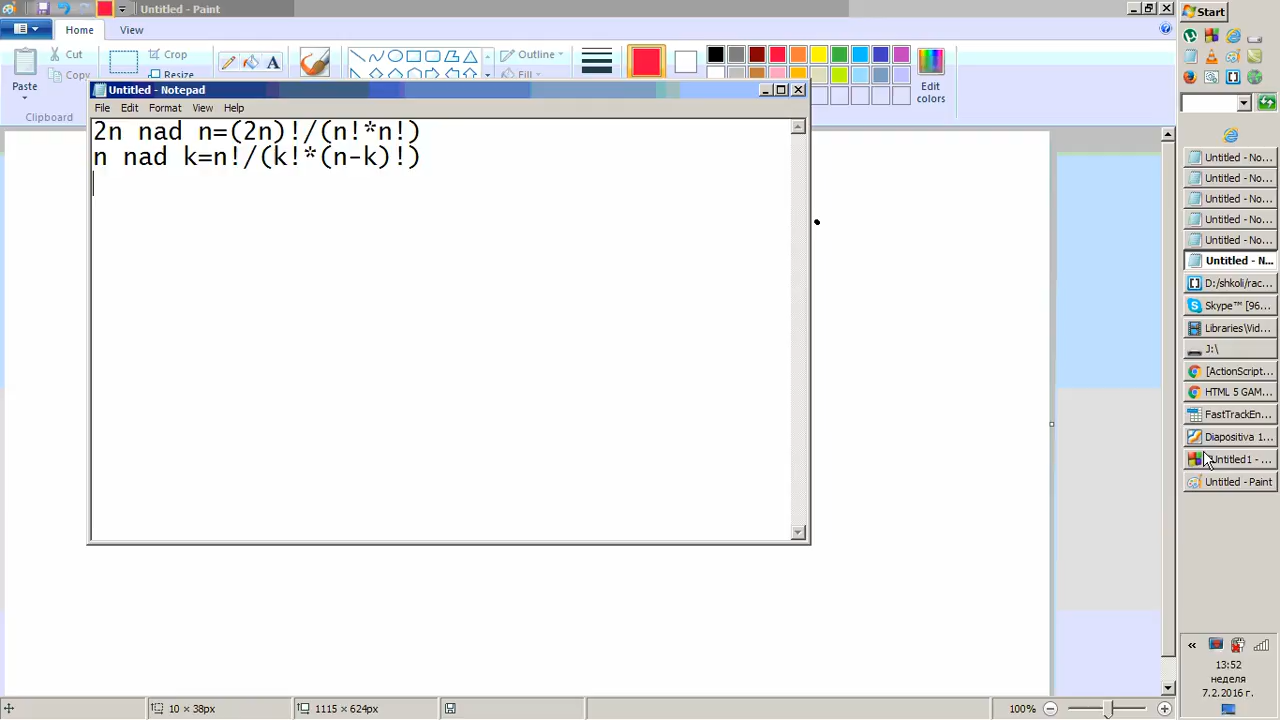 Untitled - Paint
Home
View
Cut
Copy
Paste
Clipboard
Crop
Resize
Outline
Fill
Edit
colors
Untitled - Notepad
File Edit Format View Help
2n nad n=(2n)!/(n!*n!)
n nad k=n!/(k!*(n-k)!)
Start
Untitled - No...
Untitled - No...
Untitled - No...
Untitled - No...
Untitled - No...
Untitled - N...
D:/shkoli/rac...
Skype™ [96...
Libraries\Vid...
J:\
[ActionScript...
HTML 5 GAM...
FastTrackEn...
Diapositiva 1...
Untitled1 - ...
Untitled - Paint
13:52
неделя
7.2.2016 г.
10 × 38px
1115 × 624px
100%